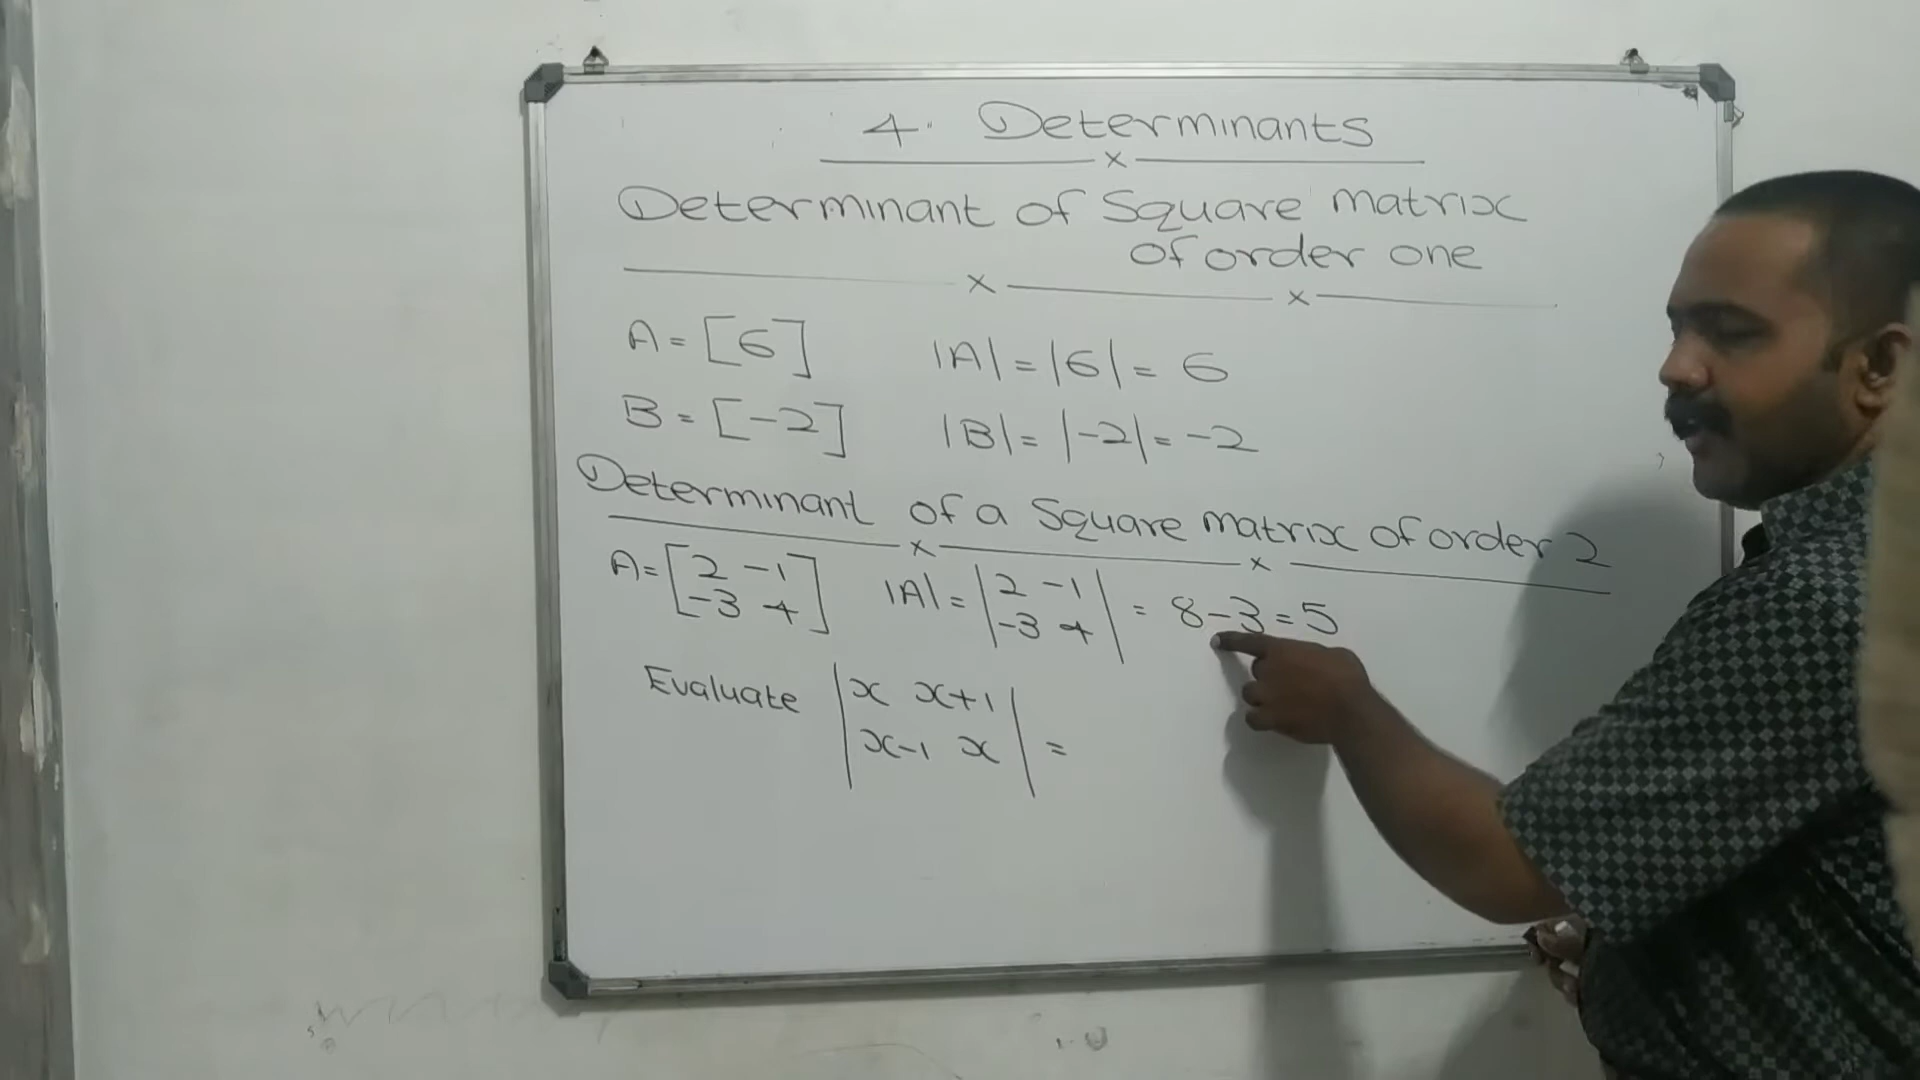 4. Determinants
Determinant of Square matrix
of order one
A = [6] |A| = |6| = 6
B = [-2] |B| = |-2| = -2
Determinant of a Square matrix of order 2
A = [2 -1 |A| = |2 -1| = 8-3=5
-3 4] -3 4|
Evaluate |x x+1|
|x-1 x| =